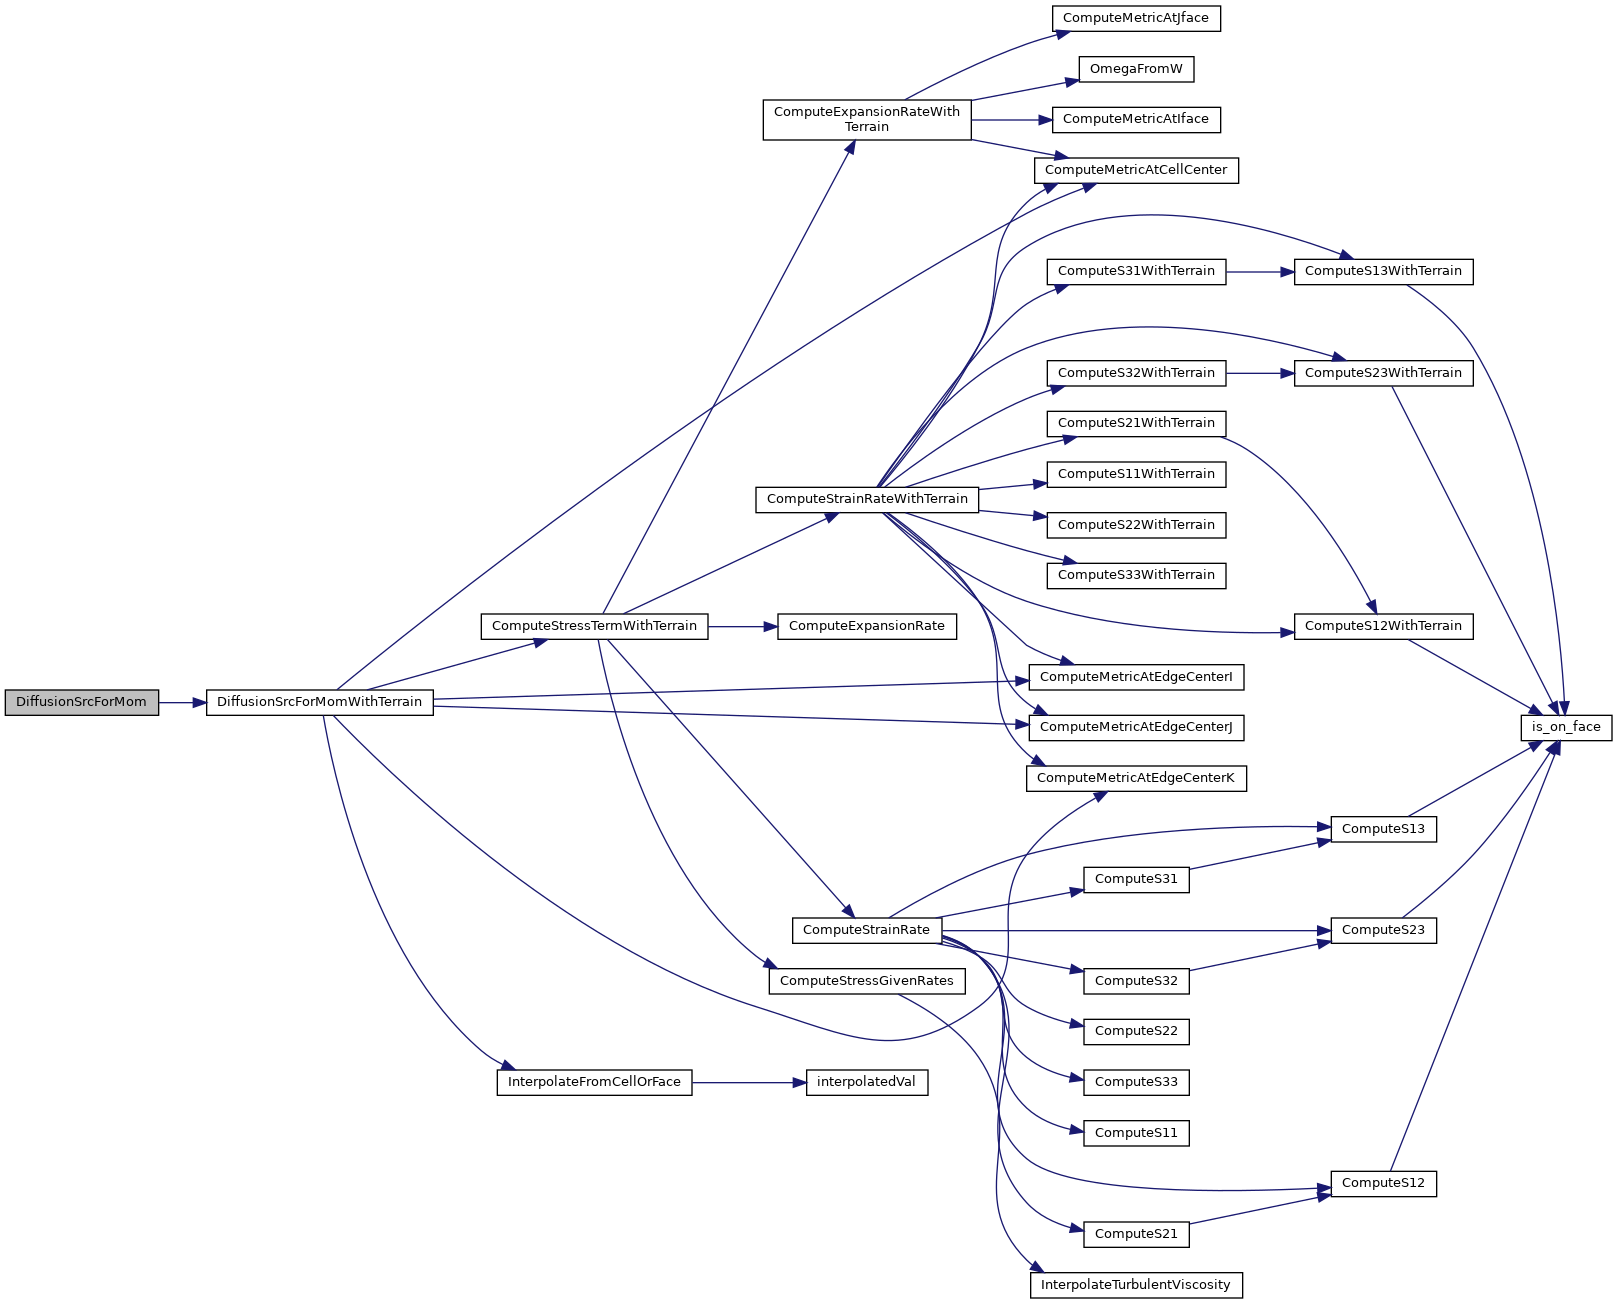 ComputeMetricAtJface
OmegaFromW
ComputeExpansionRateWith
Terrain
ComputeMetricAtIface
ComputeMetricAtCellCenter
ComputeS31WithTerrain
ComputeS13WithTerrain
ComputeS32WithTerrain
ComputeS23WithTerrain
ComputeS21WithTerrain
ComputeS11WithTerrain
ComputeStrainRateWithTerrain
ComputeS22WithTerrain
ComputeS33WithTerrain
ComputeStressTermWithTerrain
ComputeExpansionRate
ComputeS12WithTerrain
ComputeMetricAtEdgeCenterI
DiffusionSrcForMom
DiffusionSrcForMomWithTerrain
ComputeMetricAtEdgeCenterJ
is_on_face
ComputeMetricAtEdgeCenterK
ComputeS13
ComputeS31
ComputeStrainRate
ComputeS23
ComputeStressGivenRates
ComputeS32
ComputeS22
InterpolateFromCellOrFace
interpolatedVal
ComputeS33
ComputeS11
ComputeS12
ComputeS21
InterpolateTurbulentViscosity